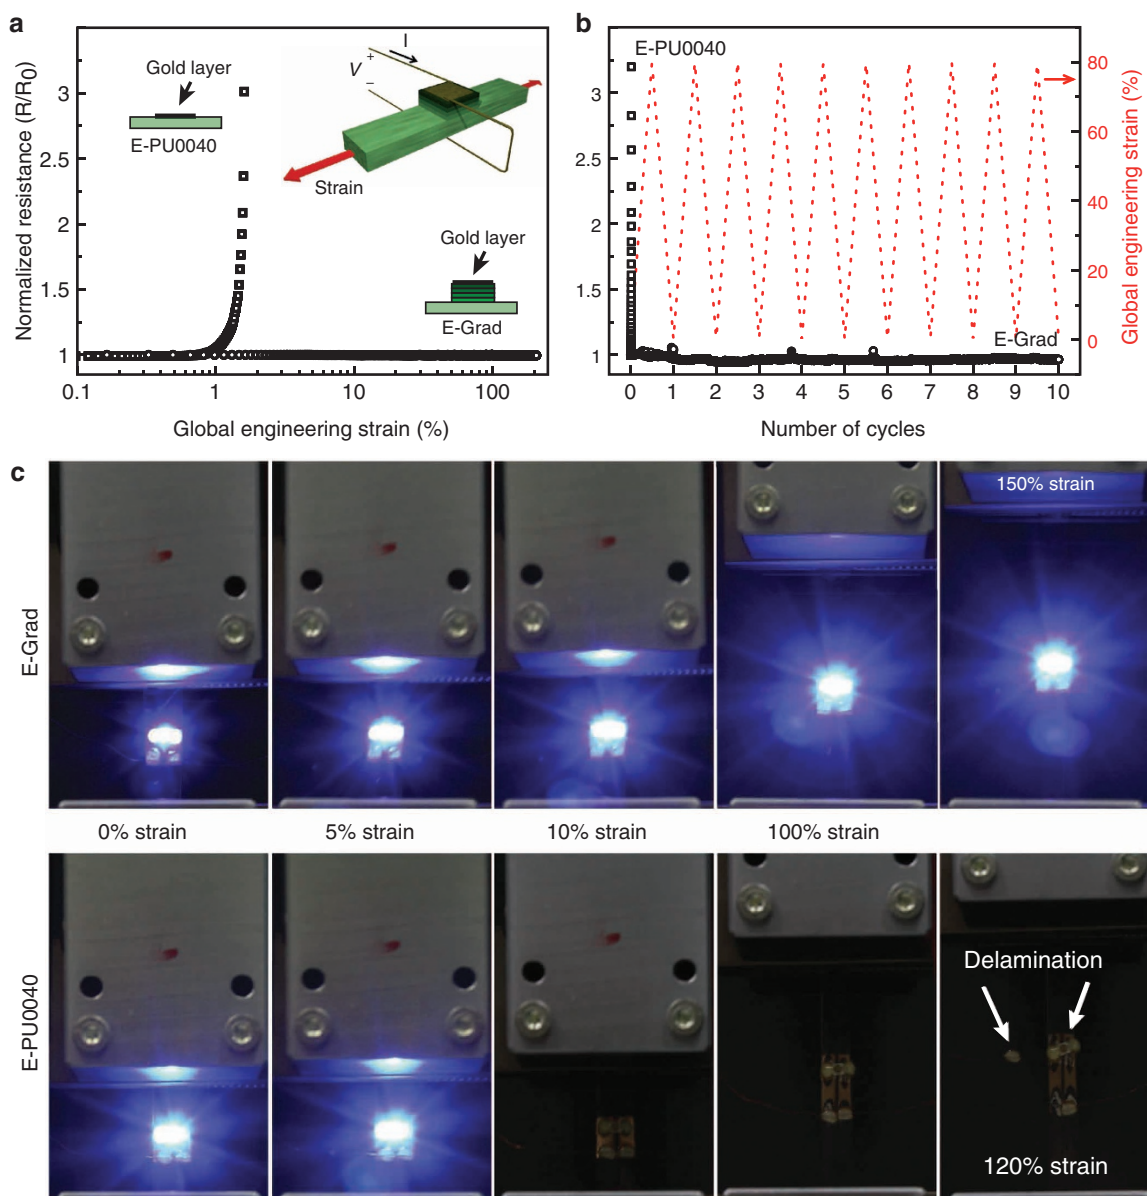 a
Normalized resistance (R/R0)
3
2.5
2
1.5
1
0.1
1
10
100
Global engineering strain (%)
Gold layer
E-PU0040
I
V
+
–
Strain
Gold layer
E-Grad
b
E-PU0040
3
2.5
2
1.5
1
0 1 2 3 4 5 6 7 8 9 10
Number of cycles
80
60
40
20
0
Global engineering strain (%)
E-Grad
c
E-Grad
150% strain
0% strain
5% strain
10% strain
100% strain
E-PU0040
Delamination
120% strain